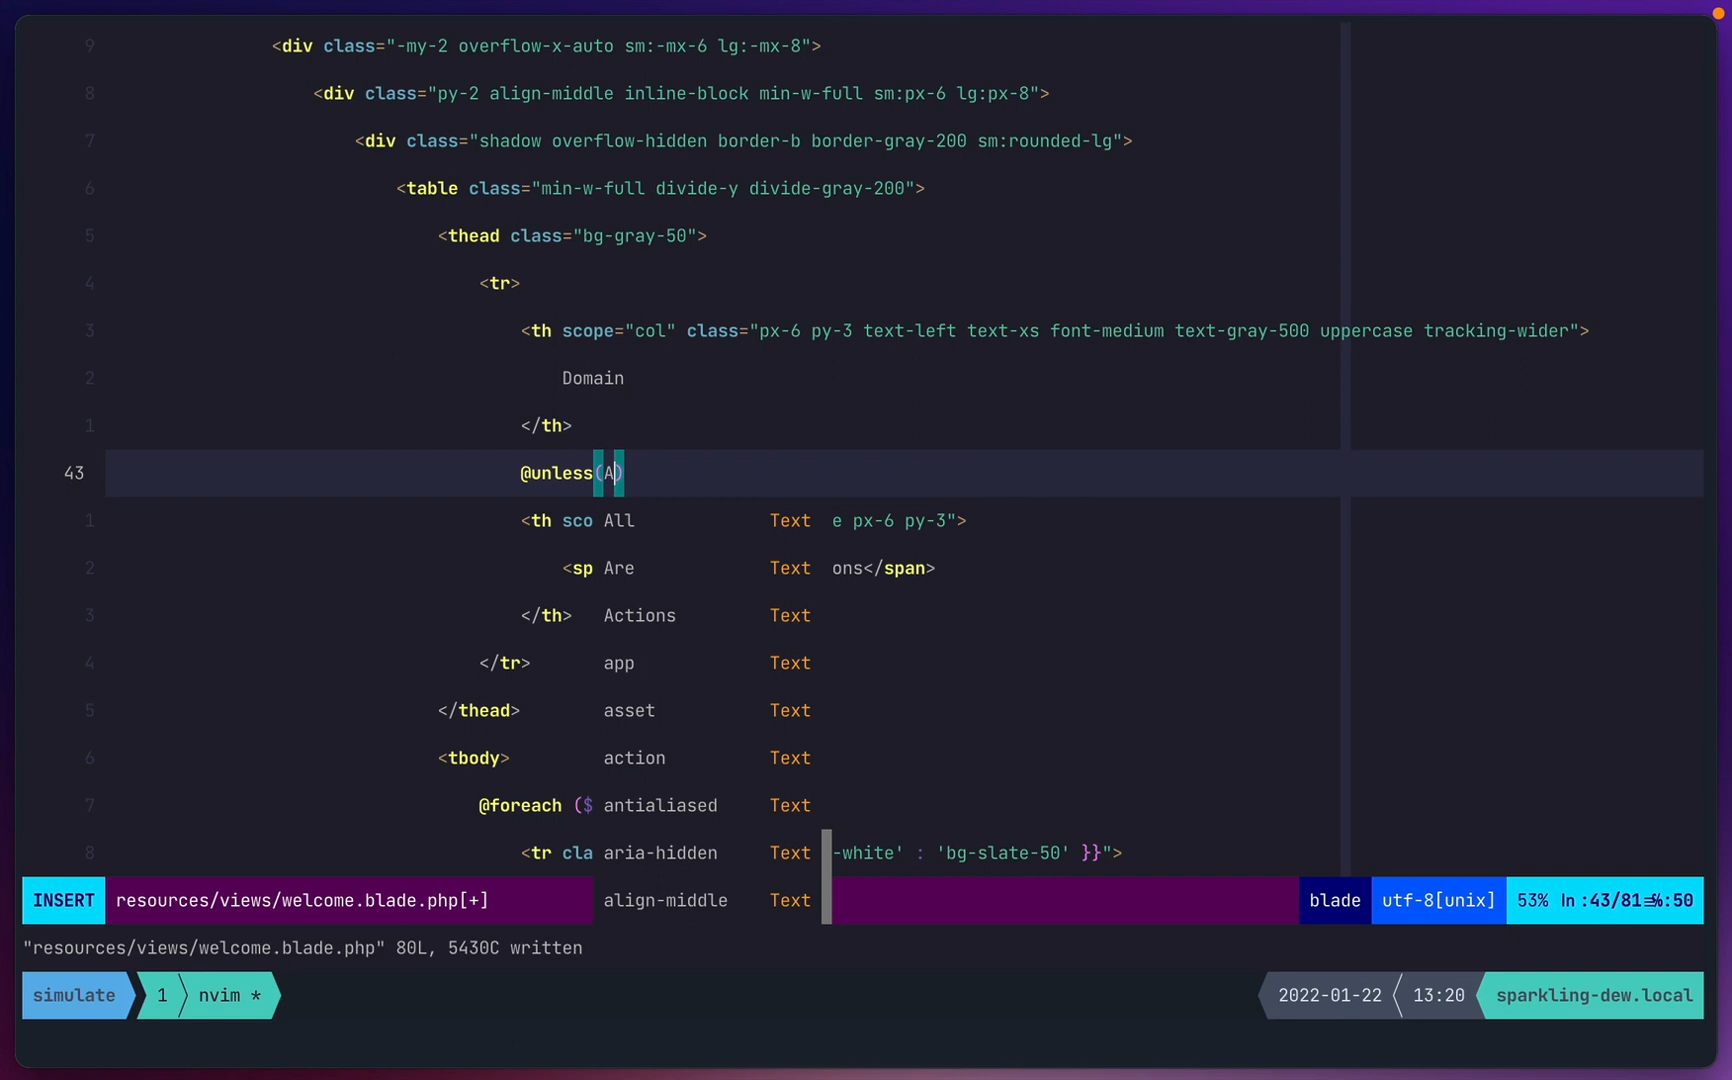 9 <div class="-my-2 overflow-x-auto sm:-mx-6 lg:-mx-8">
8 <div class="py-2 align-middle inline-block min-w-full sm:px-6 lg:px-8">
7 <div class="shadow overflow-hidden border-b border-gray-200 sm:rounded-lg">
6 <table class="min-w-full divide-y divide-gray-200">
5 <thead class="bg-gray-50">
4 <tr>
3 <th scope="col" class="px-6 py-3 text-left text-xs font-medium text-gray-500 uppercase tracking-wider">
2 Domain
1 </th>
43 @unless(A)
1 <th sco All Text e px-6 py-3">
2 <sp Are Text ons</span>
3 </th> Actions Text
4 </tr> app Text
5 </thead> asset Text
6 <tbody> action Text
7 @foreach ($ antialiased Text
8 <tr cla aria-hidden Text -white' : 'bg-slate-50' }}">
INSERT resources/views/welcome.blade.php[+] align-middle Text blade utf-8[unix] 53% ln :43/81≡%:50
"resources/views/welcome.blade.php" 80L, 5430C written
simulate 1 nvim * 2022-01-22 13:20 sparkling-dew.local